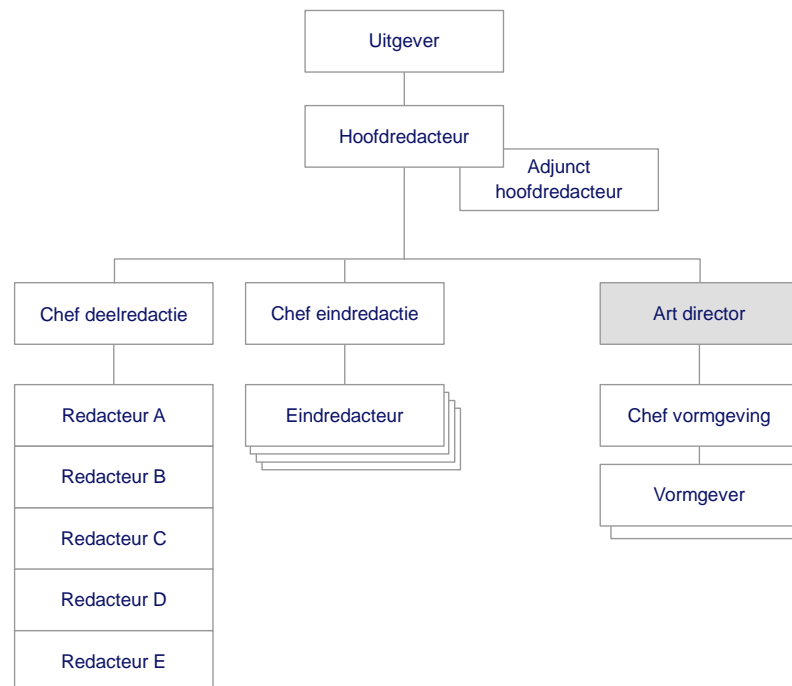 Uitgever
Hoofdredacteur
Adjunct
hoofdredacteur
Chef deelredactie
Chef eindredactie
Art director
Redacteur A
Eindredacteur
Chef vormgeving
Redacteur B
Vormgever
Redacteur C
Redacteur D
Redacteur E